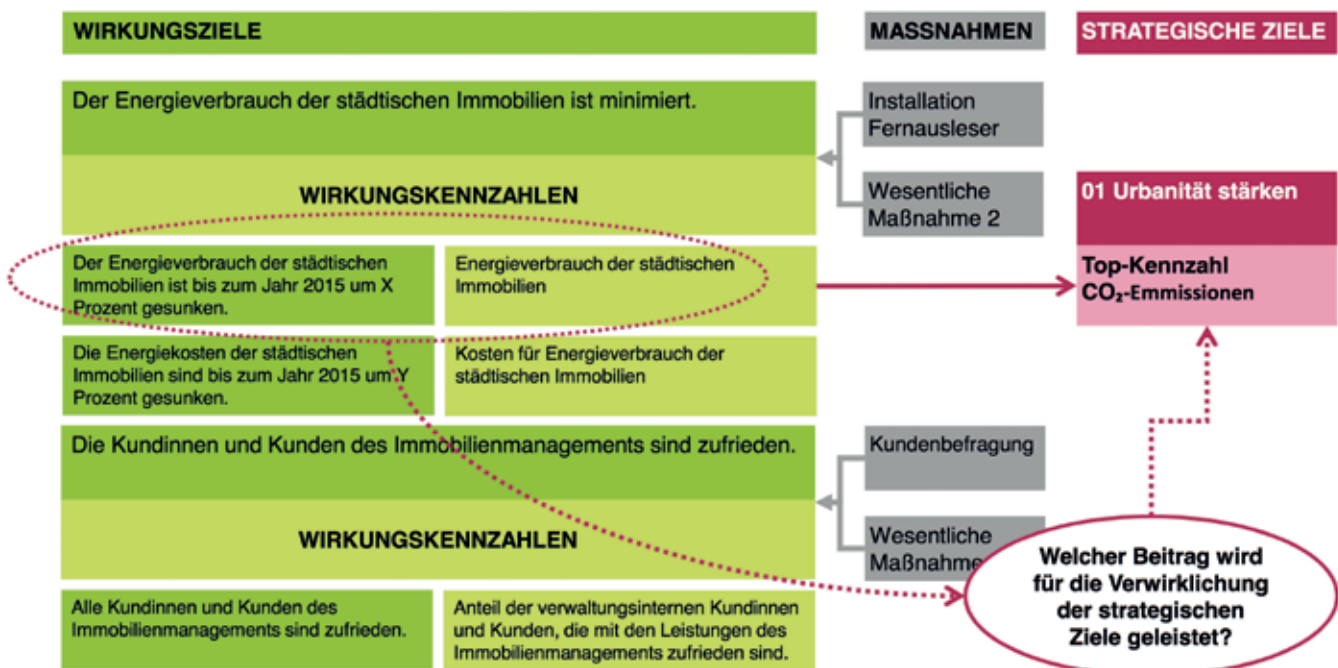 WIRKUNGSZIELE
MASSNAHMEN
STRATEGISCHE ZIELE
Der Energieverbrauch der städtischen Immobilien ist minimiert.
Installation
Fernausleser
WIRKUNGSKENNZAHLEN
Wesentliche
Maßnahme 2
01 Urbanität stärken
Der Energieverbrauch der städtischen
Immobilien ist bis zum Jahr 2015 um X
Prozent gesunken.
Energieverbrauch der städtischen
Immobilien
Top-Kennzahl
CO₂-Emmissionen
Die Energiekosten der städtischen
Immobilien sind bis zum Jahr 2015 um Y
Prozent gesunken.
Kosten für Energieverbrauch der
städtischen Immobilien
Die Kundinnen und Kunden des Immobilienmanagements sind zufrieden.
Kundenbefragung
WIRKUNGSKENNZAHLEN
Wesentliche
Maßnahme
Welcher Beitrag wird
für die Verwirklichung
der strategischen
Ziele geleistet?
Alle Kundinnen und Kunden des
Immobilienmanagements sind zufrieden.
Anteil der verwaltungsinternen Kundinnen
und Kunden, die mit den Leistungen des
Immobilienmanagements zufrieden sind.